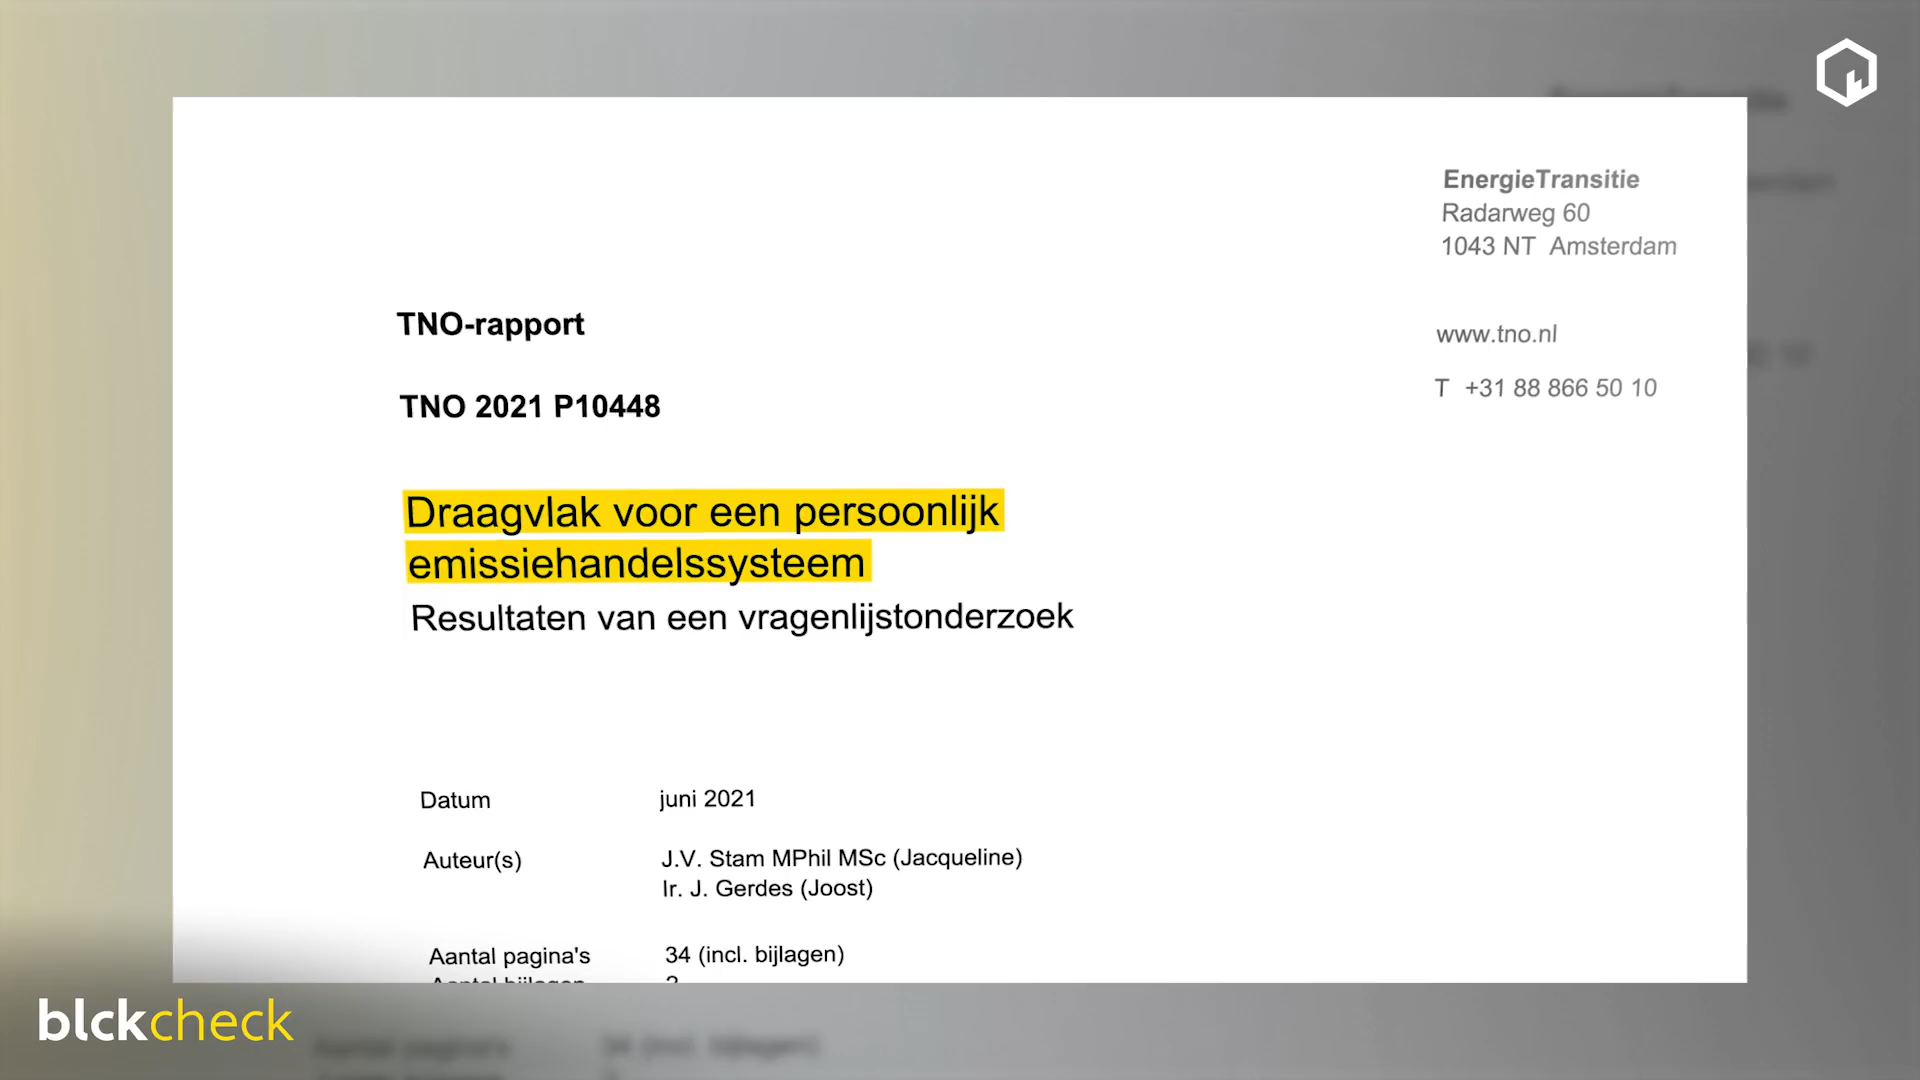 EnergieTransitie
Radarweg 60
1043 NT Amsterdam
www.tno.nl
T +31 88 866 50 10
TNO-rapport
TNO 2021 P10448
Draagvlak voor een persoonlijk
emissiehandelssysteem
Resultaten van een vragenlijstonderzoek
Datum juni 2021
Auteur(s) J.V. Stam MPhil MSc (Jacqueline)
Ir. J. Gerdes (Joost)
Aantal pagina's 34 (incl. bijlagen)
blckcheck